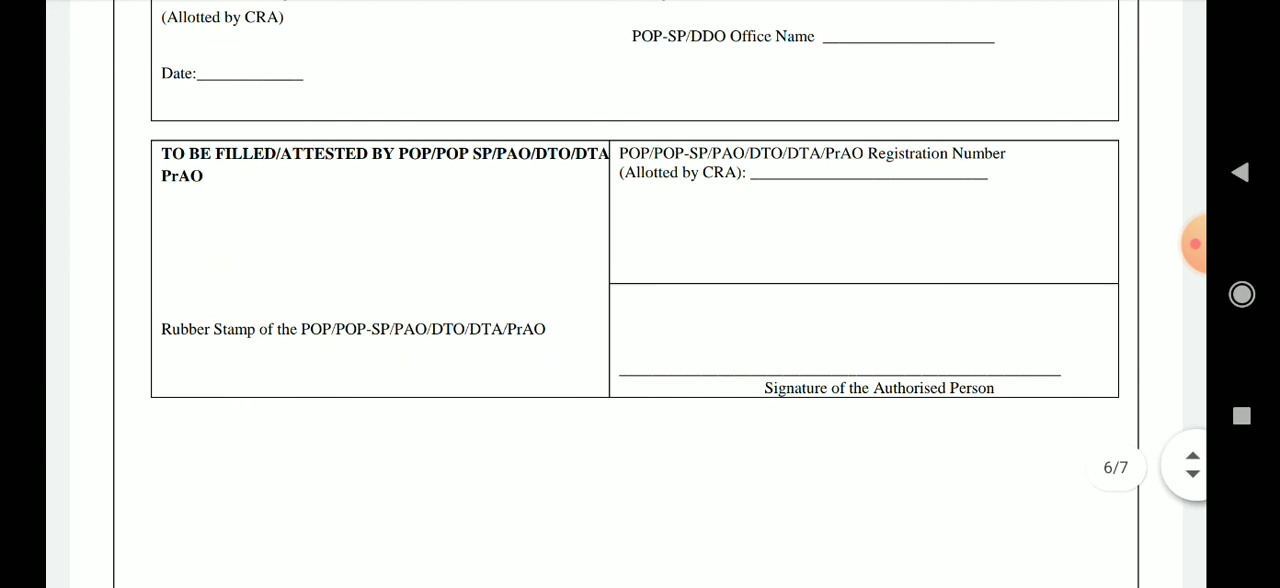 (Allotted by CRA)
POP-SP/DDO Office Name ____________________
Date:_____________
TO BE FILLED/ATTESTED BY POP/POP SP/PAO/DTO/DTA
PrAO
POP/POP-SP/PAO/DTO/DTA/PrAO Registration Number
(Allotted by CRA): ____________________________
Rubber Stamp of the POP/POP-SP/PAO/DTO/DTA/PrAO
____________________________________________________
Signature of the Authorised Person
6/7